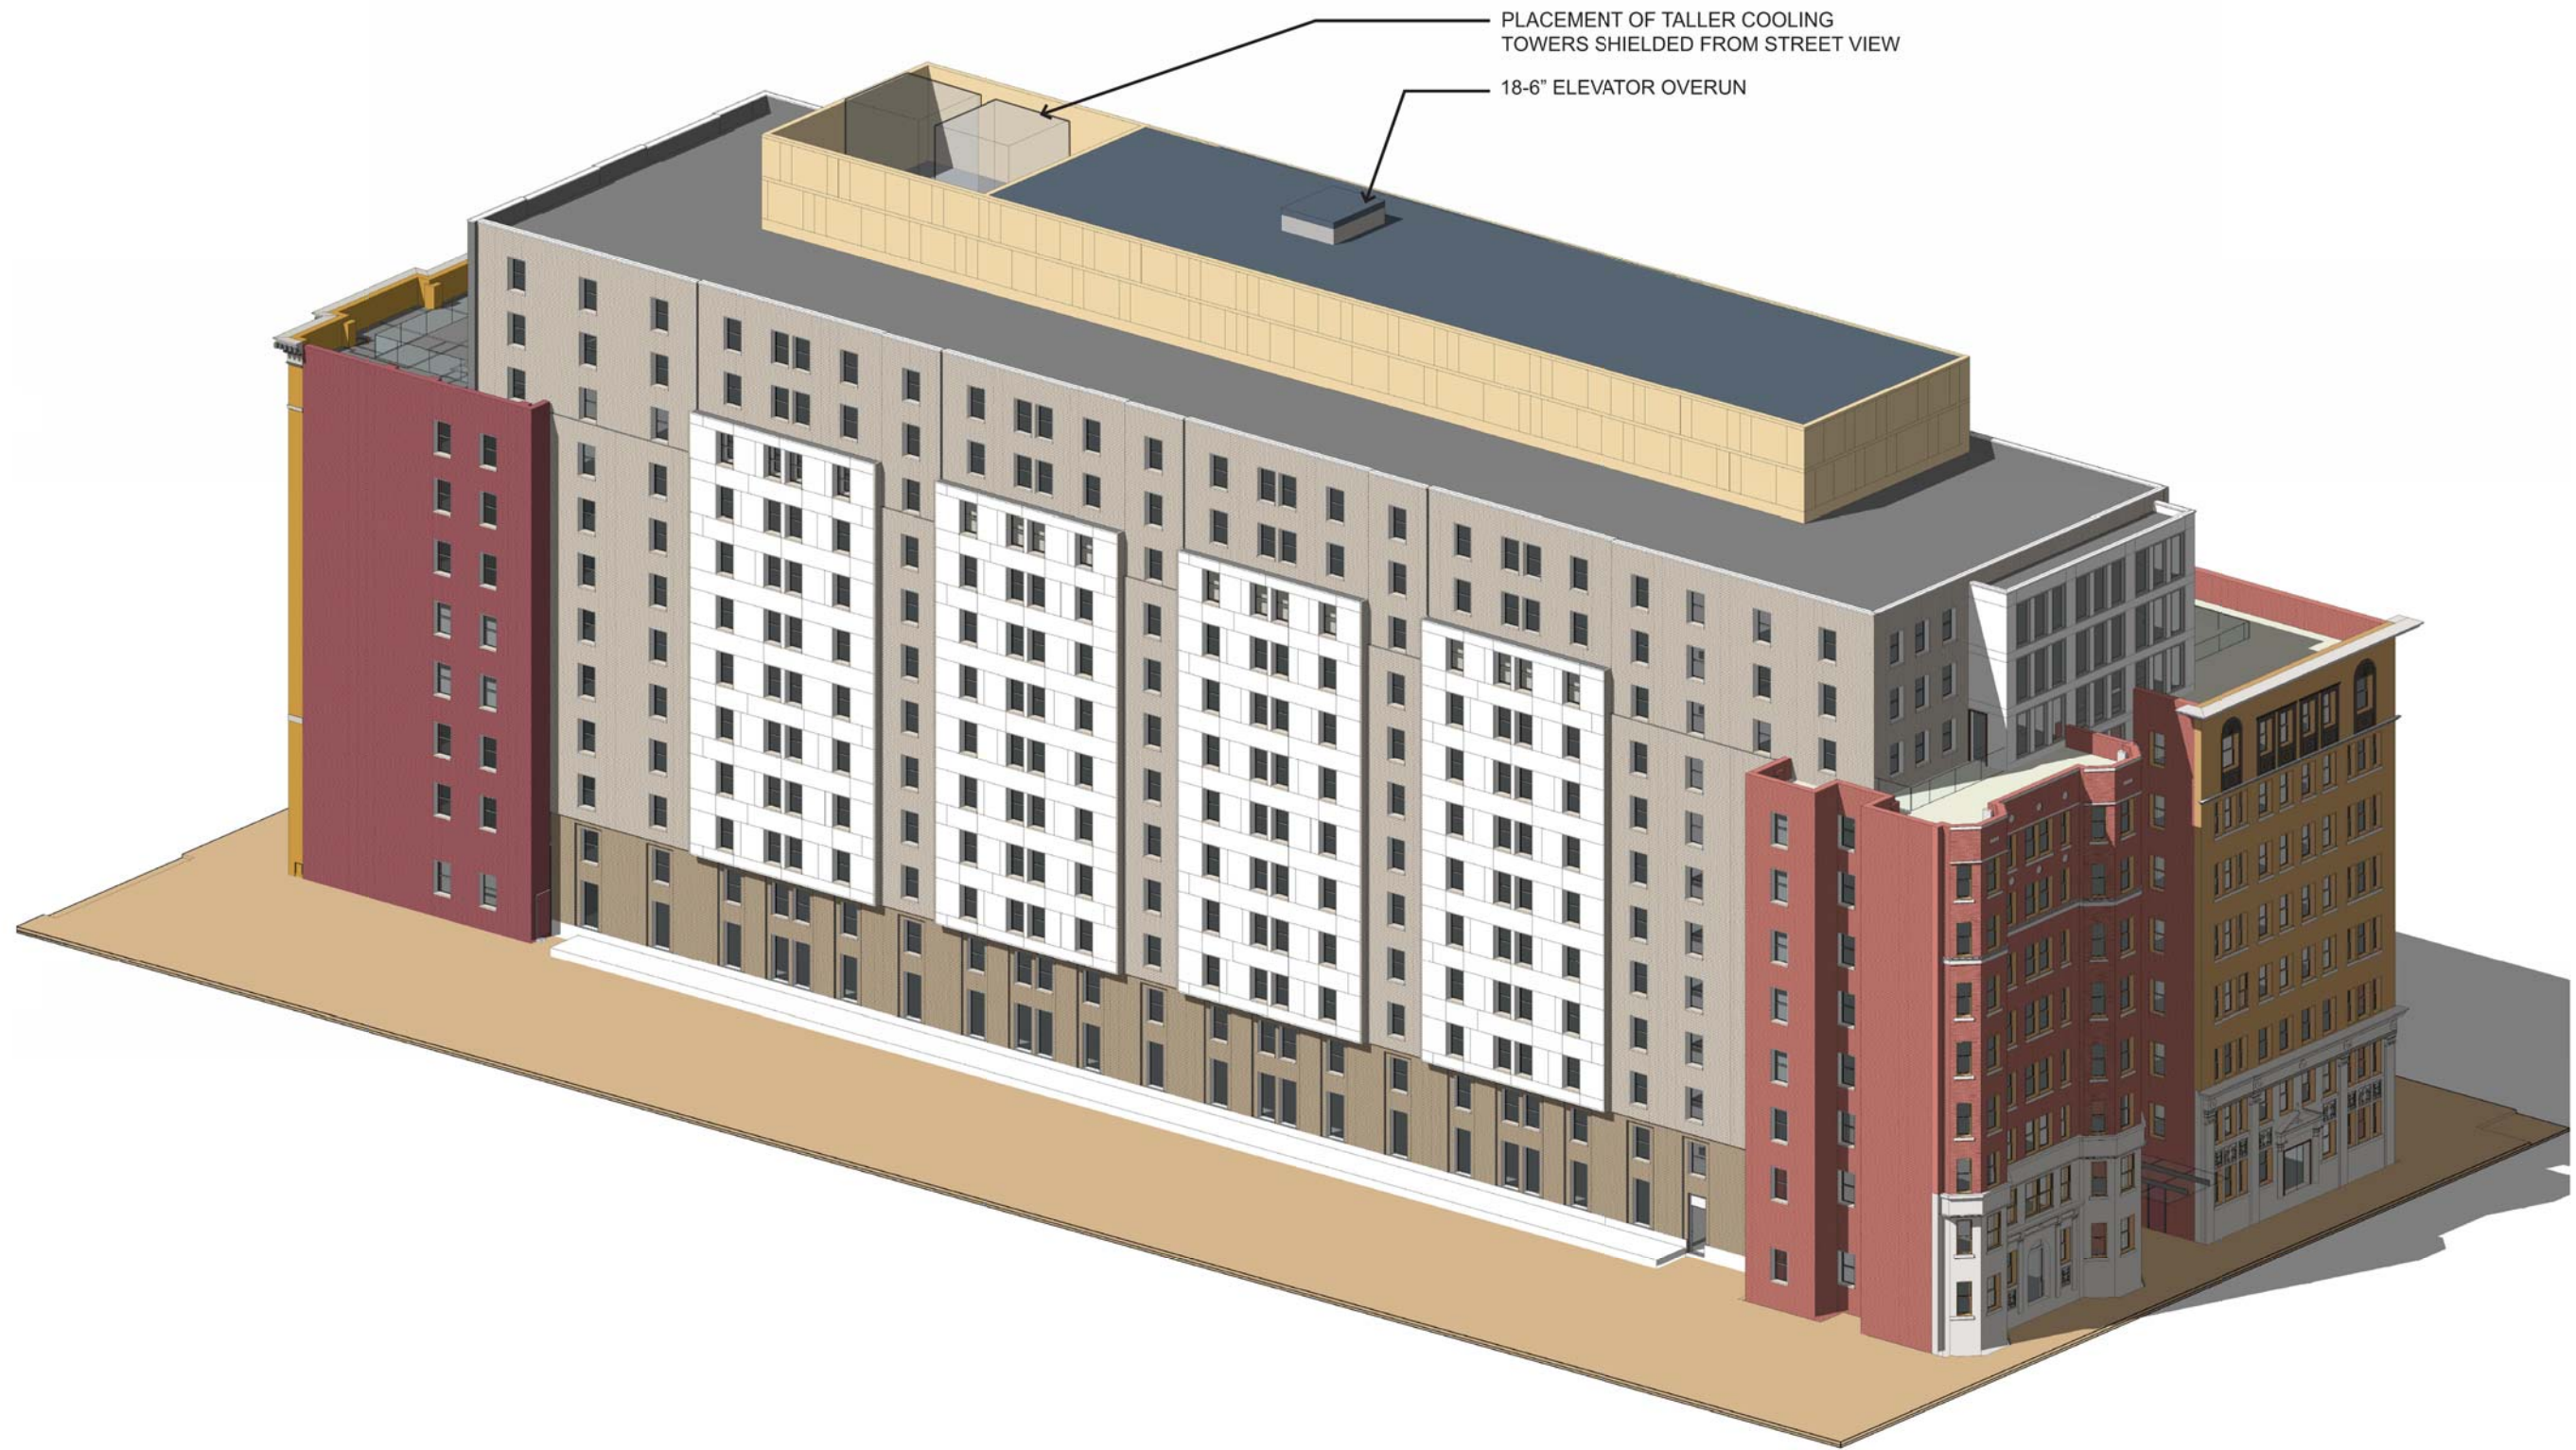 PLACEMENT OF TALLER COOLING
TOWERS SHIELDED FROM STREET VIEW
18-6" ELEVATOR OVERUN